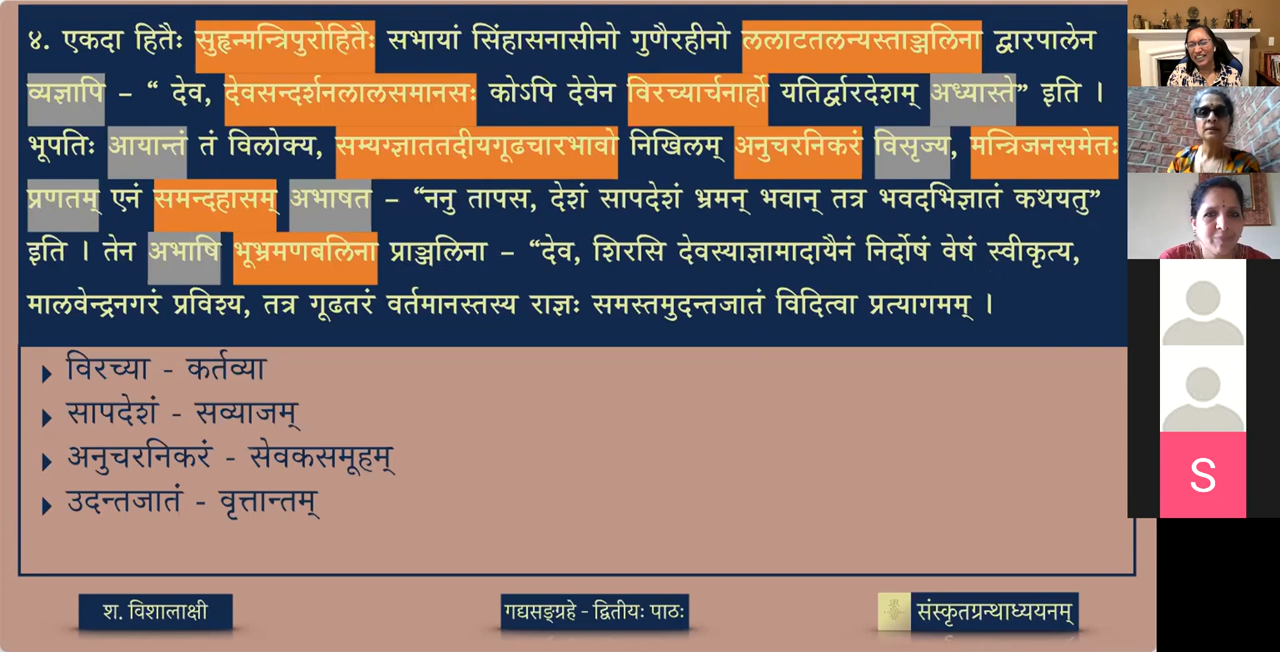 ४. एकदा हितैः सुहृन्मन्त्रिपुरोहितैः सभायां सिंहासनासीनो गुणैरहीनो ललाटतलन्यस्ताञ्जलिना द्वारपालेन
व्यज्ञापि – “ देव, देवसन्दर्शनलालसमानसः कोऽपि देवेन विरच्यार्चनार्हो यतिर्द्वारदेशम् अध्यास्ते” इति ।
भूपतिः आयान्तं तं विलोक्य, सम्यग्ज्ञाततदीयगूढचारभावो निखिलम् अनुचरनिकरं विसृज्य, मन्त्रिजनसमेतः
प्रणतम् एनं समन्दहासम् अभाषत – “ननु तापस, देशं सापदेशं भ्रमन् भवान् तत्र भवदभिज्ञातं कथयतु”
इति । तेन अभाषि भूभ्रमणबलिना प्राञ्जलिना – “देव, शिरसि देवस्याज्ञामादायैनं निर्दोषं वेषं स्वीकृत्य,
मालवेन्द्रनगरं प्रविश्य, तत्र गूढतरं वर्तमानस्तस्य राज्ञः समस्तमुदन्तजातं विदित्वा प्रत्यागमम् ।
विरच्या - कर्तव्या
सापदेशं - सव्याजम्
अनुचरनिकरं - सेवकसमूहम्
उदन्तजातं - वृत्तान्तम्
श. विशालाक्षी
गद्यसङ्ग्रहे - द्वितीयः पाठः
संस्कृतग्रन्थाध्ययनम्
S